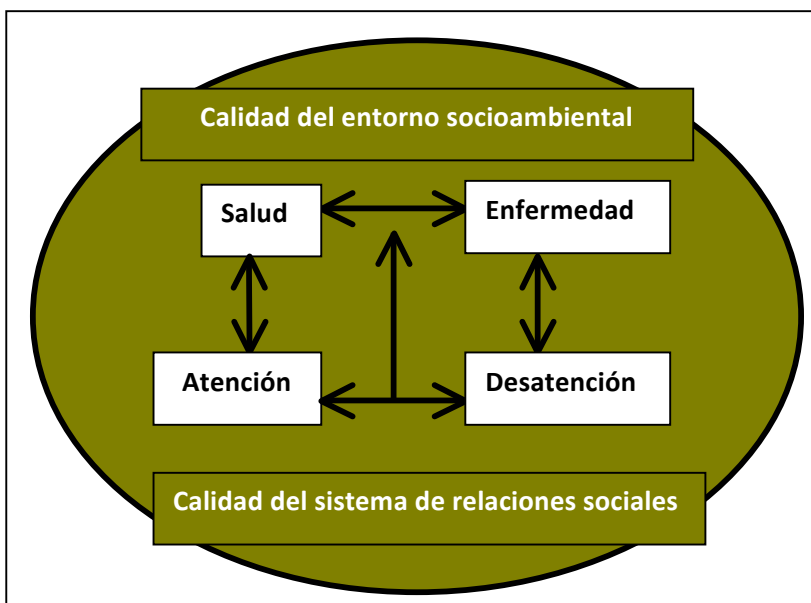 Calidad del entorno socioambiental
Salud
Enfermedad
Atención
Desatención
Calidad del sistema de relaciones sociales